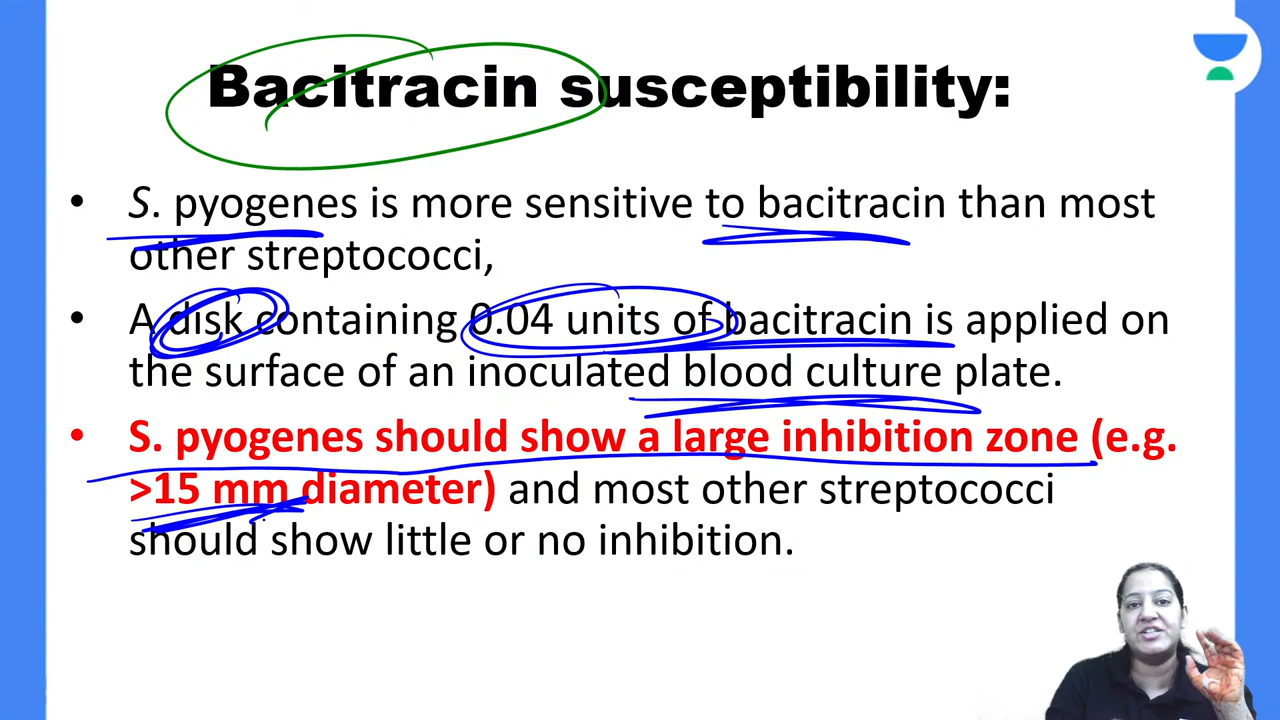 Bacitracin susceptibility:
• S. pyogenes is more sensitive to bacitracin than most
other streptococci,
• A disk containing 0.04 units of bacitracin is applied on
the surface of an inoculated blood culture plate.
• S. pyogenes should show a large inhibition zone (e.g.
>15 mm diameter) and most other streptococci
should show little or no inhibition.